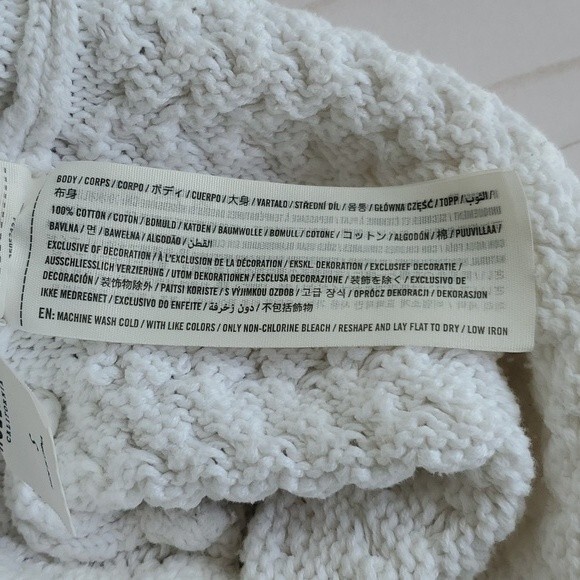 BODY / CORPS / CORPO / ボディ / CUERPO / 大身 / VARTALO / STŘEDNÍ DÍL / 몸통 / GŁÓWNA CZĘŚĆ / TOPP / الثوب /
布身
100% COTTON / COTON / BOMULD / KATOEN / BAUMWOLLE / BOMULL / COTONE / コットン / ALGODÓN / 棉 / PUUVILLAA /
BAVLNA / 면 / BAWEŁNA / ALGODÃO / القطن
EXCLUSIVE OF DECORATION / À L'EXCLUSION DE LA DÉCORATION / EKSKL. DEKORATION / EXCLUSIEF DECORATIE /
AUSSCHLIESSLICH VERZIERUNG / UTOM DEKORATIONEN / ESCLUSA DECORAZIONE / 装飾を除く / EXCLUSIVO DE
DECORACIÓN / 装饰物除外 / PAITSI KORISTE / S VÝJIMKOU OZDOB / 고급 장식 / OPRÓCZ DEKORACJI / DEKORASJON
IKKE MEDREGNET / EXCLUSIVO DO ENFEITE / دون زخرفة / 不包括飾物
EN: MACHINE WASH COLD / WITH LIKE COLORS / ONLY NON-CHLORINE BLEACH / RESHAPE AND LAY FLAT TO DRY / LOW IRON
CALIFORNIA